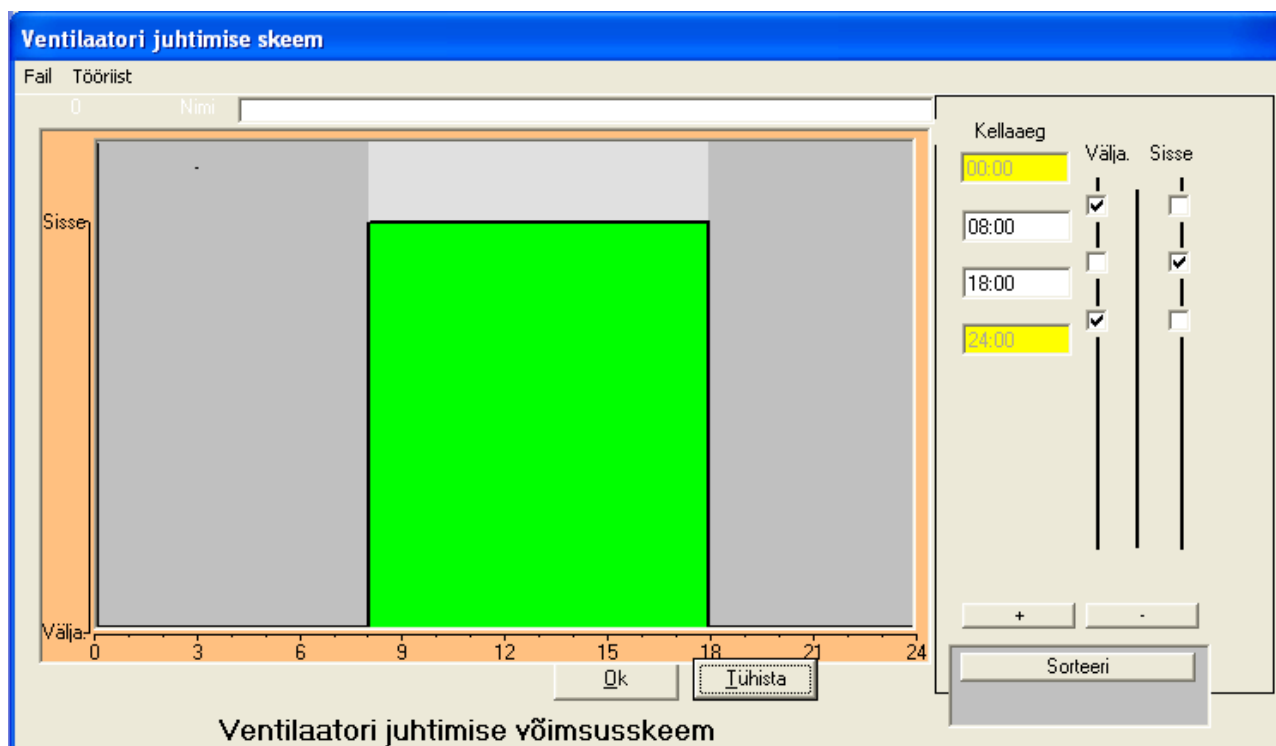 Ventilaatori juhtimise skeem
Fail Tööriist
0 Nimi
Kellaaeg
Välja. Sisse
00:00
08:00
18:00
24:00
Sisse
Välja.
0 3 6 9 12 15 18 21 24
+ -
Sorteeri
Ok Tühista
Ventilaatori juhtimise võimsusskeem